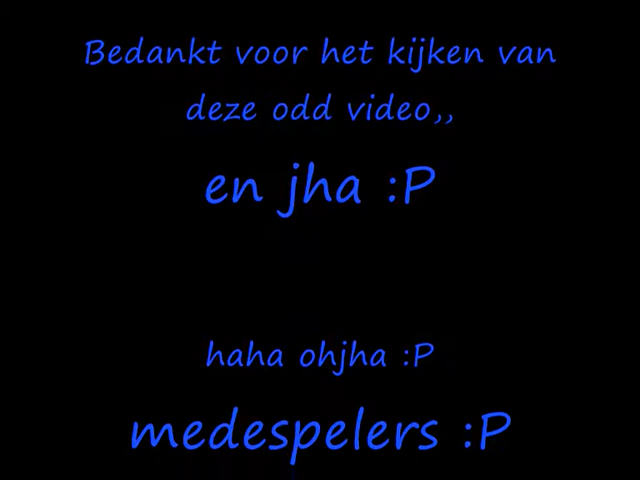 Bedankt voor het kijken van
deze odd video,,
en jha :P
haha ohjha :P
medespelers :P